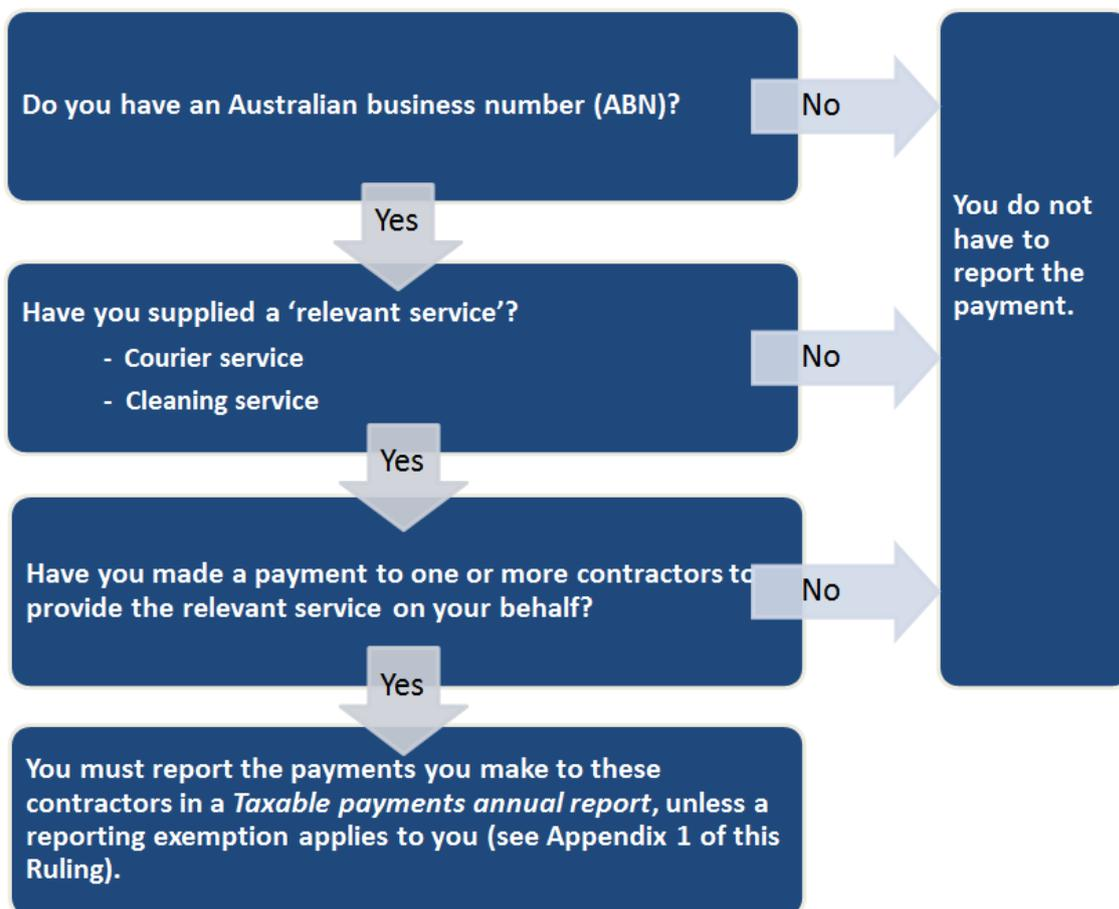 Do you have an Australian business number (ABN)?
No
Yes
You do not
have to
report the
payment.
Have you supplied a ‘relevant service’?
- Courier service
- Cleaning service
No
Yes
Have you made a payment to one or more contractors to
provide the relevant service on your behalf?
No
Yes
You must report the payments you make to these
contractors in a Taxable payments annual report, unless a
reporting exemption applies to you (see Appendix 1 of this
Ruling).